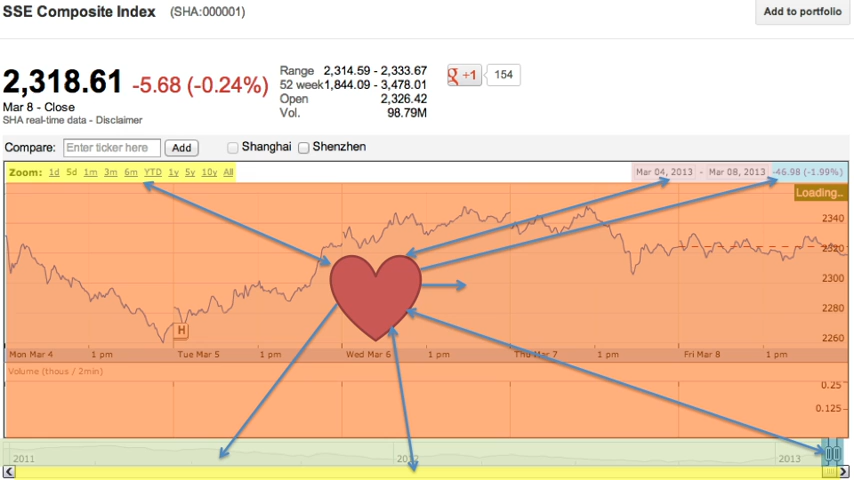 SSE Composite Index (SHA:000001)
Add to portfolio
2,318.61 -5.68 (-0.24%)
Mar 8 - Close
SHA real-time data - Disclaimer
Range 2,314.59 - 2,333.67
52 week 1,844.09 - 3,478.01
Open 2,326.42
Vol. 98.79M
g +1 154
Compare: Enter ticker here Add Shanghai Shenzhen
Zoom: 1d 5d 1m 3m 6m YTD 1y 5y 10y All
Mar 04, 2013 - Mar 08, 2013 -46.98 (-1.99%)
Loading..
2340
2320
2300
2280
2260
H
Mon Mar 4 1 pm Tue Mar 5 1 pm Wed Mar 6 1 pm Thu Mar 7 1 pm Fri Mar 8 1 pm
Volume (thous / 2min)
0.25
0.125
2011 2012 2013